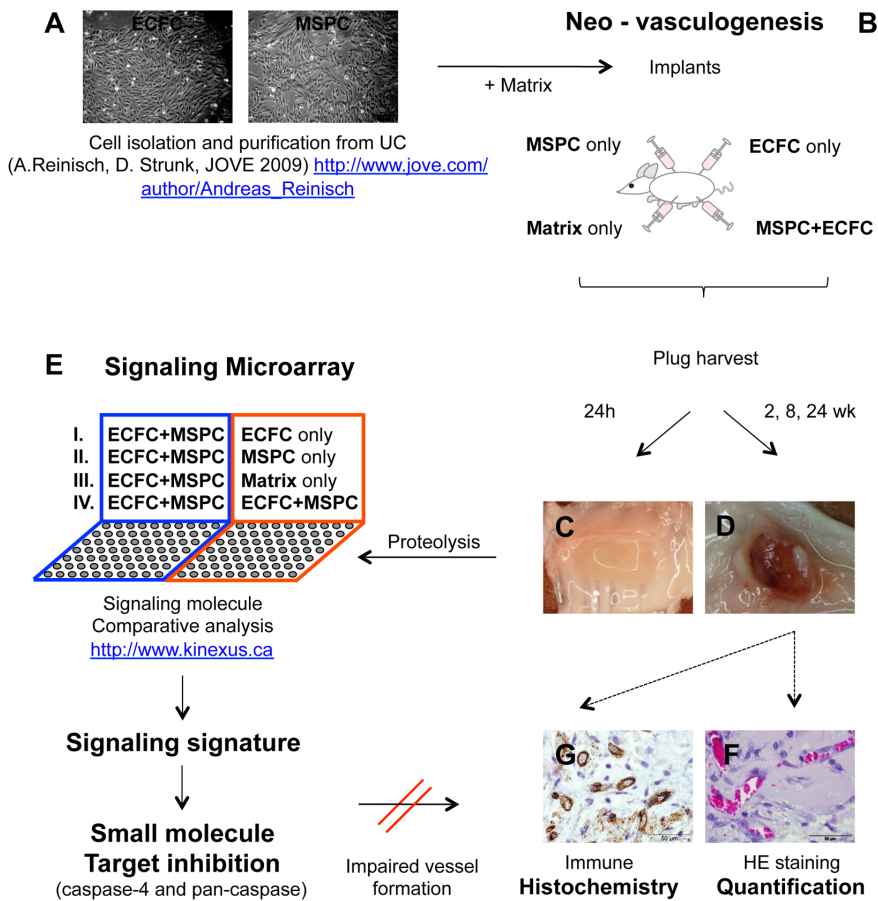 A
ECFC
MSPC
Neo - vasculogenesis
B
+ Matrix
Implants
Cell isolation and purification from UC
(A.Reinisch, D. Strunk, JOVE 2009) http://www.jove.com/
author/Andreas_Reinisch
MSPC only
ECFC only
Matrix only
MSPC+ECFC
Plug harvest
24h
2, 8, 24 wk
C
D
E
Signaling Microarray
I. ECFC+MSPC ECFC only
II. ECFC+MSPC MSPC only
III. ECFC+MSPC Matrix only
IV. ECFC+MSPC ECFC+MSPC
Proteolysis
Signaling molecule
Comparative analysis
http://www.kinexus.ca
Signaling signature
Small molecule
Target inhibition
(caspase-4 and pan-caspase)
Impaired vessel
formation
G
50 µm
F
50 µm
Immune
Histochemistry
HE staining
Quantification